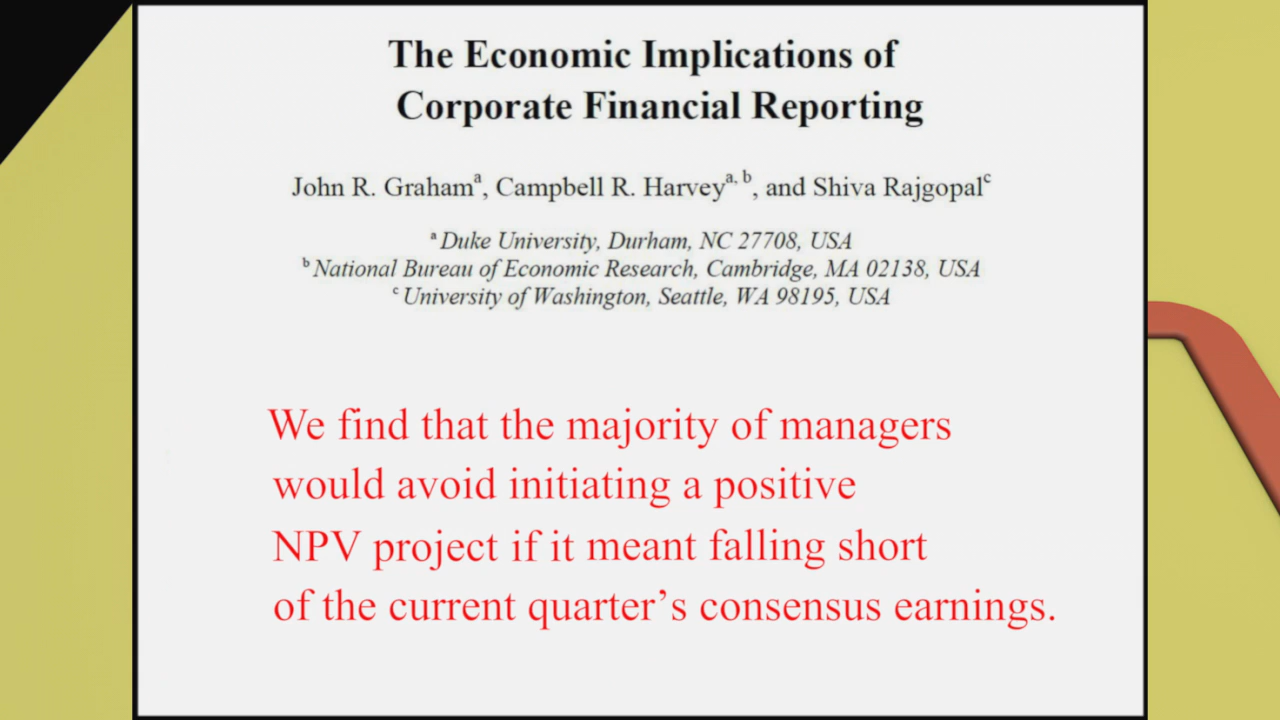 The Economic Implications of
Corporate Financial Reporting
John R. Grahamᵃ, Campbell R. Harveyᵃ, ᵇ, and Shiva Rajgopalᶜ
ᵃ Duke University, Durham, NC 27708, USA
ᵇ National Bureau of Economic Research, Cambridge, MA 02138, USA
ᶜ University of Washington, Seattle, WA 98195, USA
We find that the majority of managers
would avoid initiating a positive
NPV project if it meant falling short
of the current quarter’s consensus earnings.